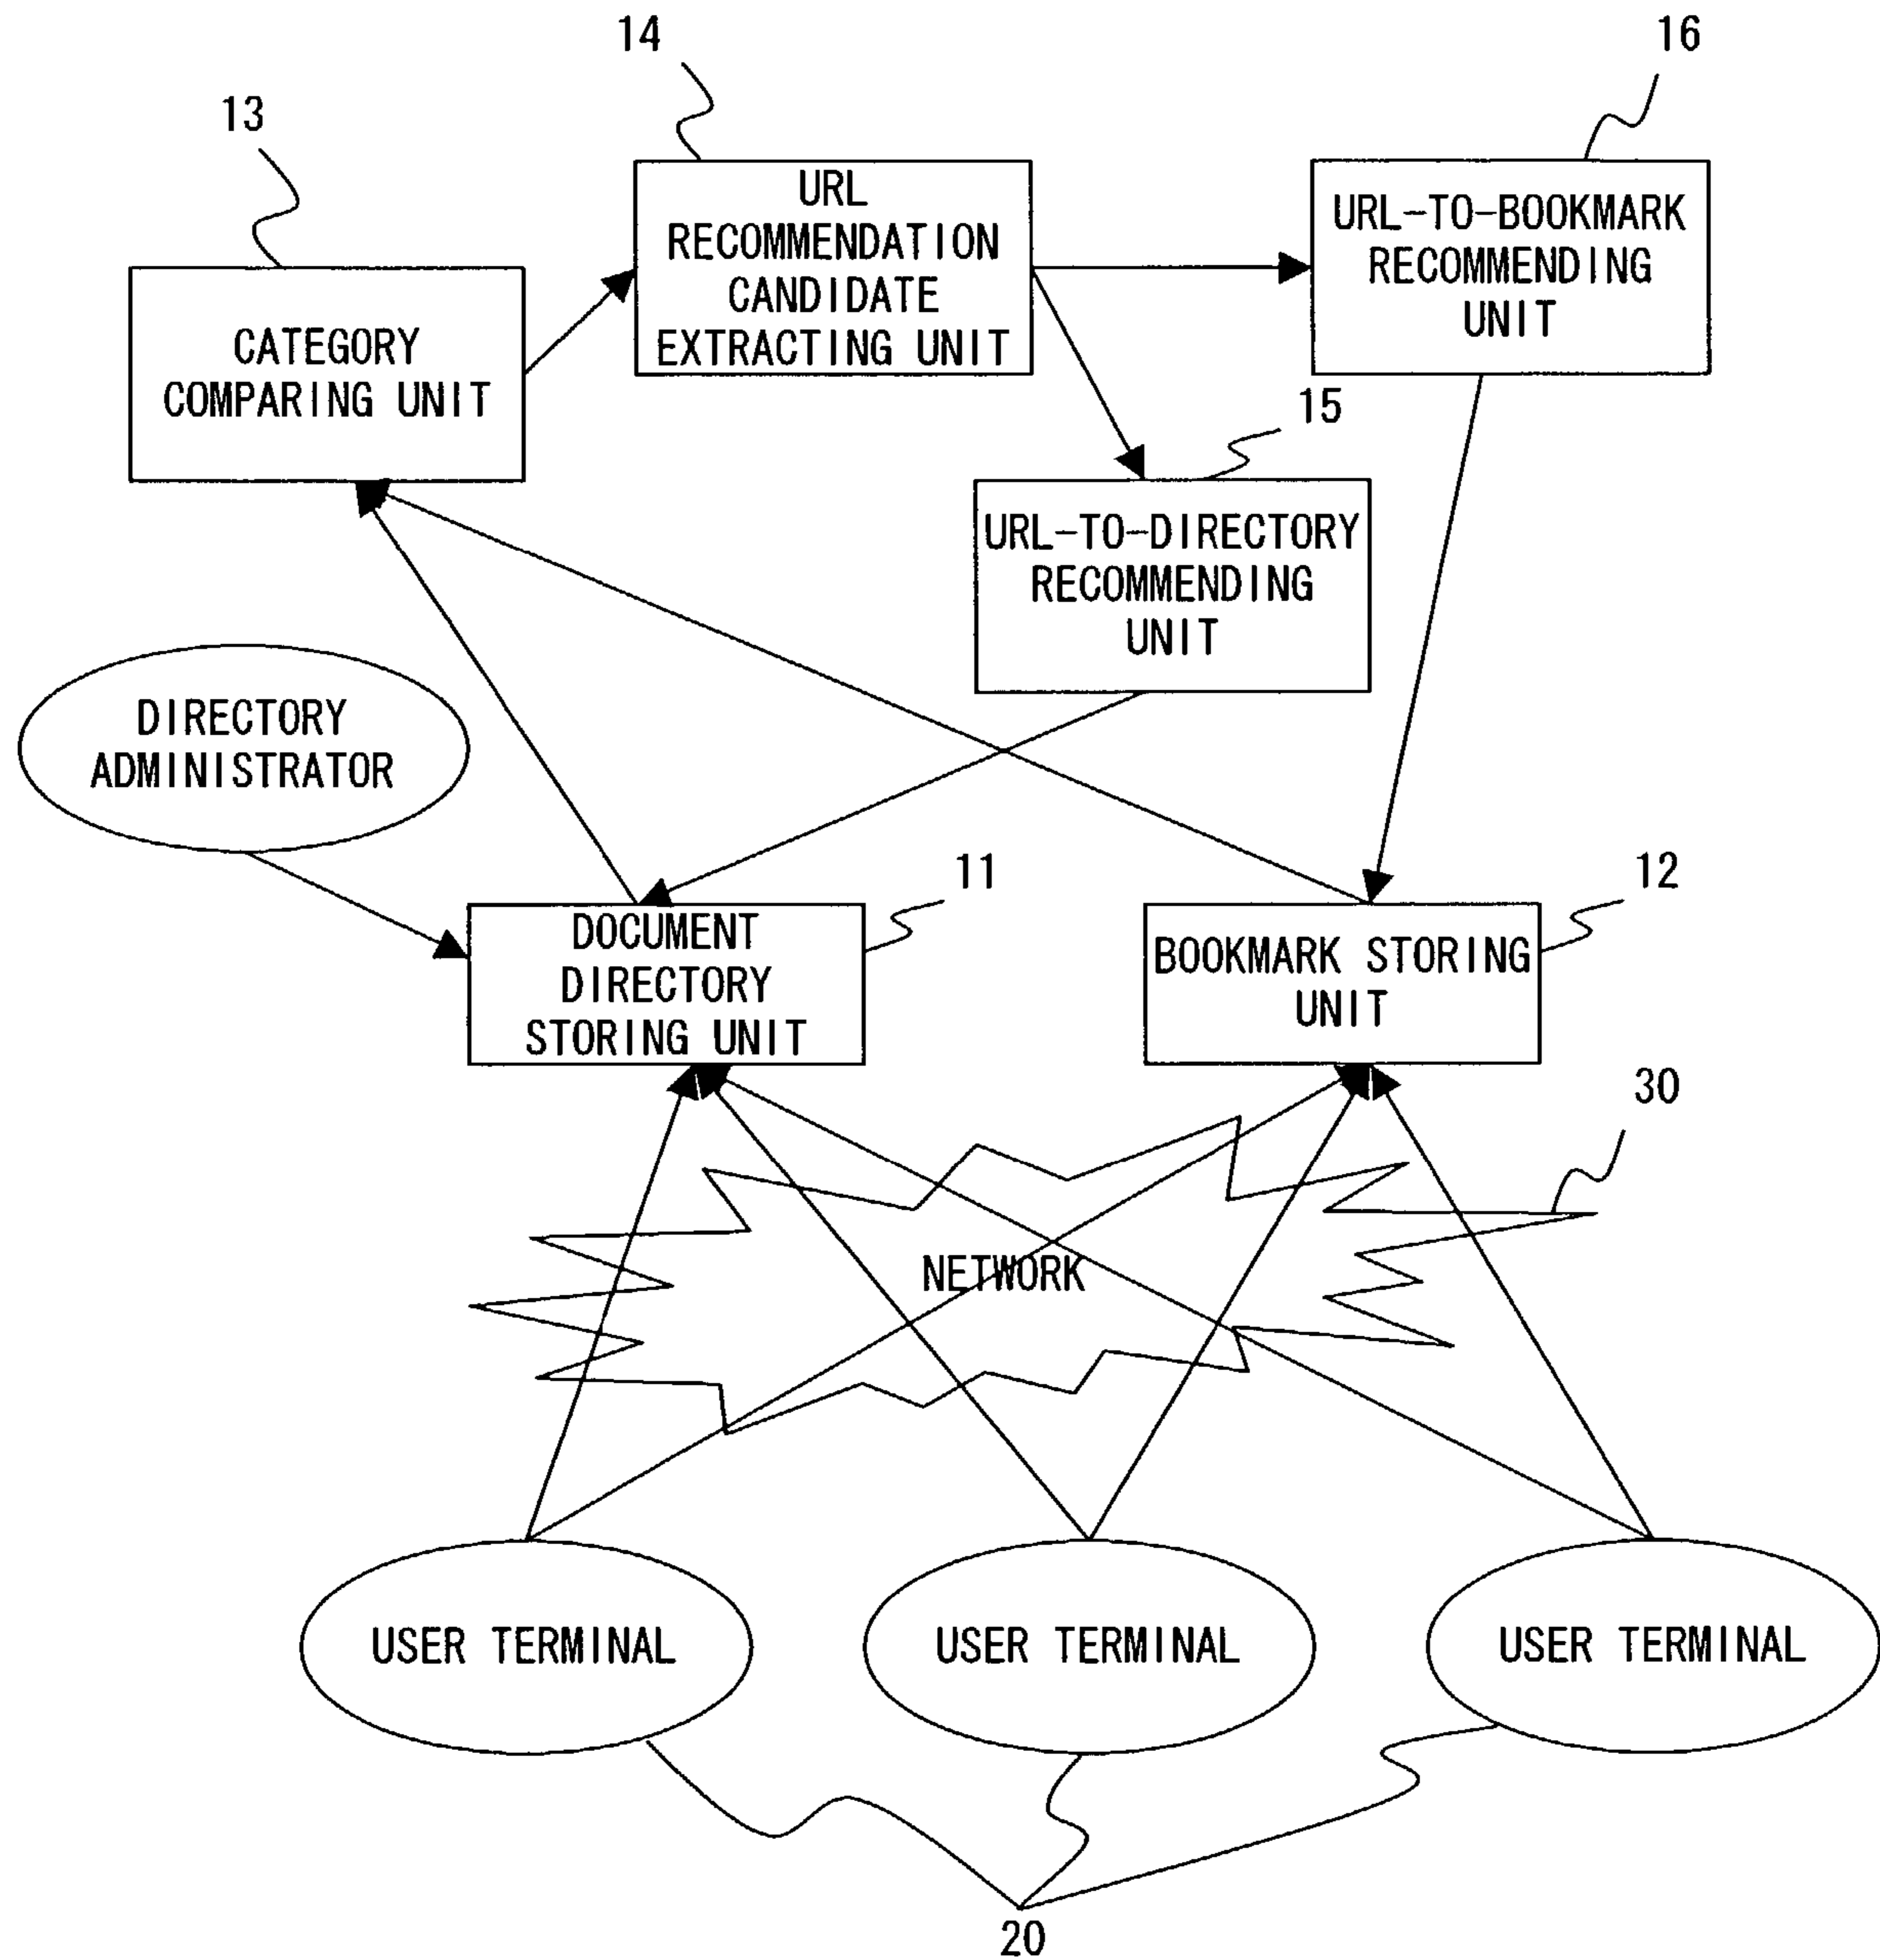 14
16
13
URL
RECOMMENDATION
CANDIDATE
EXTRACTING UNIT
URL-TO-BOOKMARK
RECOMMENDING
UNIT
CATEGORY
COMPARING UNIT
15
URL-TO-DIRECTORY
RECOMMENDING
UNIT
DIRECTORY
ADMINISTRATOR
11
12
DOCUMENT
DIRECTORY
STORING UNIT
BOOKMARK STORING
UNIT
30
NETWORK
USER TERMINAL
USER TERMINAL
USER TERMINAL
20